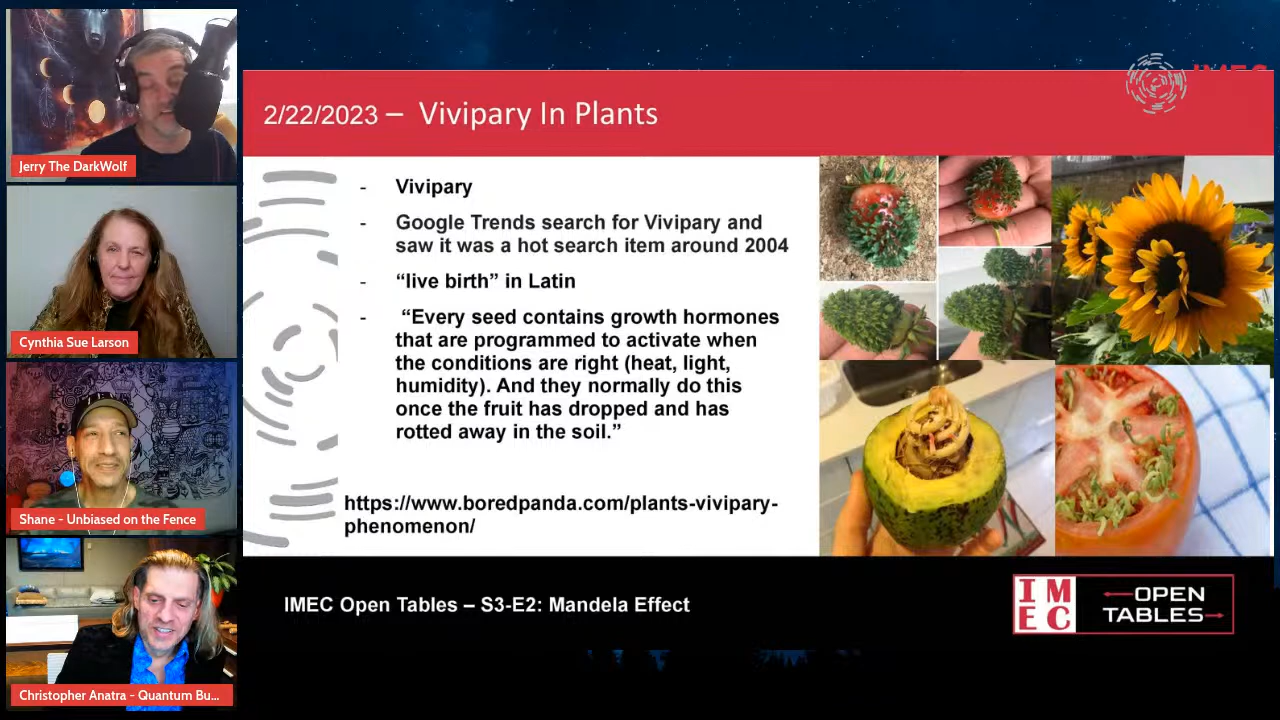 Jerry The DarkWolf
Cynthia Sue Larson
Shane - Unbiased on the Fence
Christopher Anatra - Quantum Bu...
IMEC
2/22/2023 – Vivipary In Plants
- Vivipary
- Google Trends search for Vivipary and
saw it was a hot search item around 2004
- “live birth” in Latin
- “Every seed contains growth hormones
that are programmed to activate when
the conditions are right (heat, light,
humidity). And they normally do this
once the fruit has dropped and has
rotted away in the soil.”
https://www.boredpanda.com/plants-vivipary-
phenomenon/
IMEC Open Tables – S3-E2: Mandela Effect
IM
EC
OPEN
TABLES